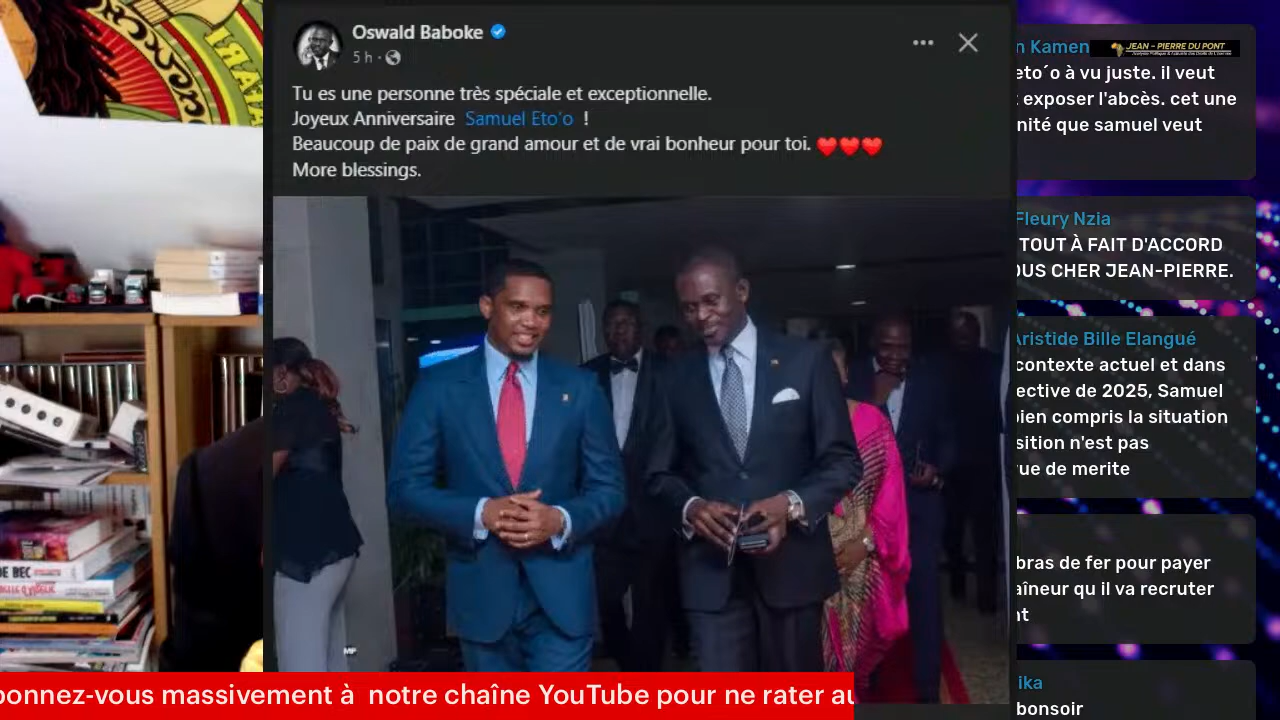 Oswald Baboke
5 h ·
Tu es une personne très spéciale et exceptionnelle.
Joyeux Anniversaire Samuel Eto'o !
Beaucoup de paix de grand amour et de vrai bonheur pour toi. ❤️❤️❤️
More blessings.
MF
n Kamen
JEAN - PIERRE DU PONT
eto´o à vu juste. il veut
exposer l'abcès. cet une
nité que samuel veut
Fleury Nzia
TOUT À FAIT D'ACCORD
OUS CHER JEAN-PIERRE.
Aristide Bille Elangué
contexte actuel et dans
ective de 2025, Samuel
bien compris la situation
sition n'est pas
ue de merite
bras de fer pour payer
aîneur qu il va recruter
nt
ika
bonsoir
DE BEC
bonnez-vous massivement à notre chaîne YouTube pour ne rater au